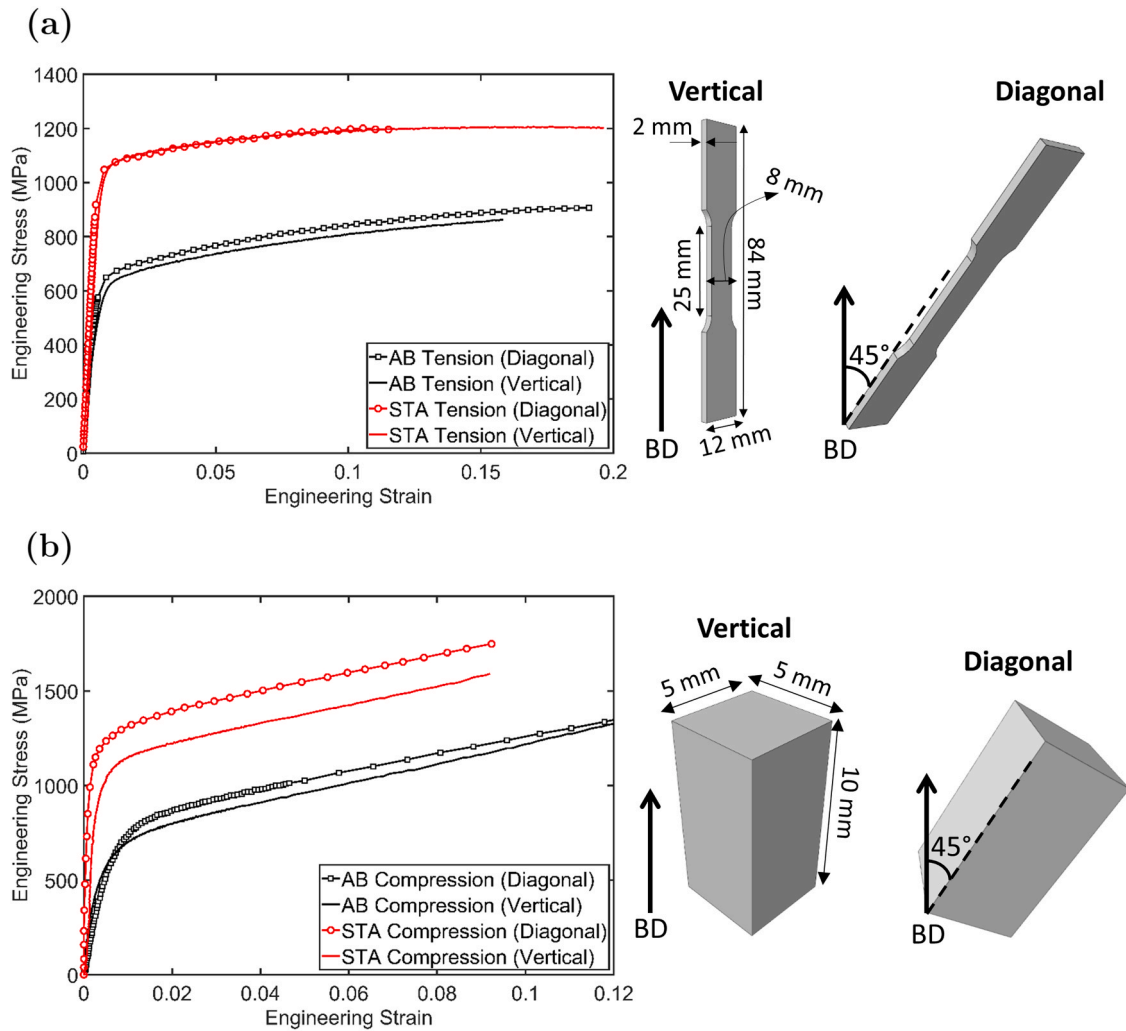 (a)
Engineering Stress (MPa)
1400
1200
1000
800
600
400
200
0
0
0.05
0.1
0.15
0.2
Engineering Strain
AB Tension (Diagonal)
AB Tension (Vertical)
STA Tension (Diagonal)
STA Tension (Vertical)
Vertical
2 mm
8 mm
25 mm
84 mm
12 mm
BD
Diagonal
45°
BD
(b)
Engineering Stress (MPa)
2000
1500
1000
500
0
0
0.02
0.04
0.06
0.08
0.1
0.12
Engineering Strain
AB Compression (Diagonal)
AB Compression (Vertical)
STA Compression (Diagonal)
STA Compression (Vertical)
Vertical
5 mm
5 mm
10 mm
BD
Diagonal
45°
BD